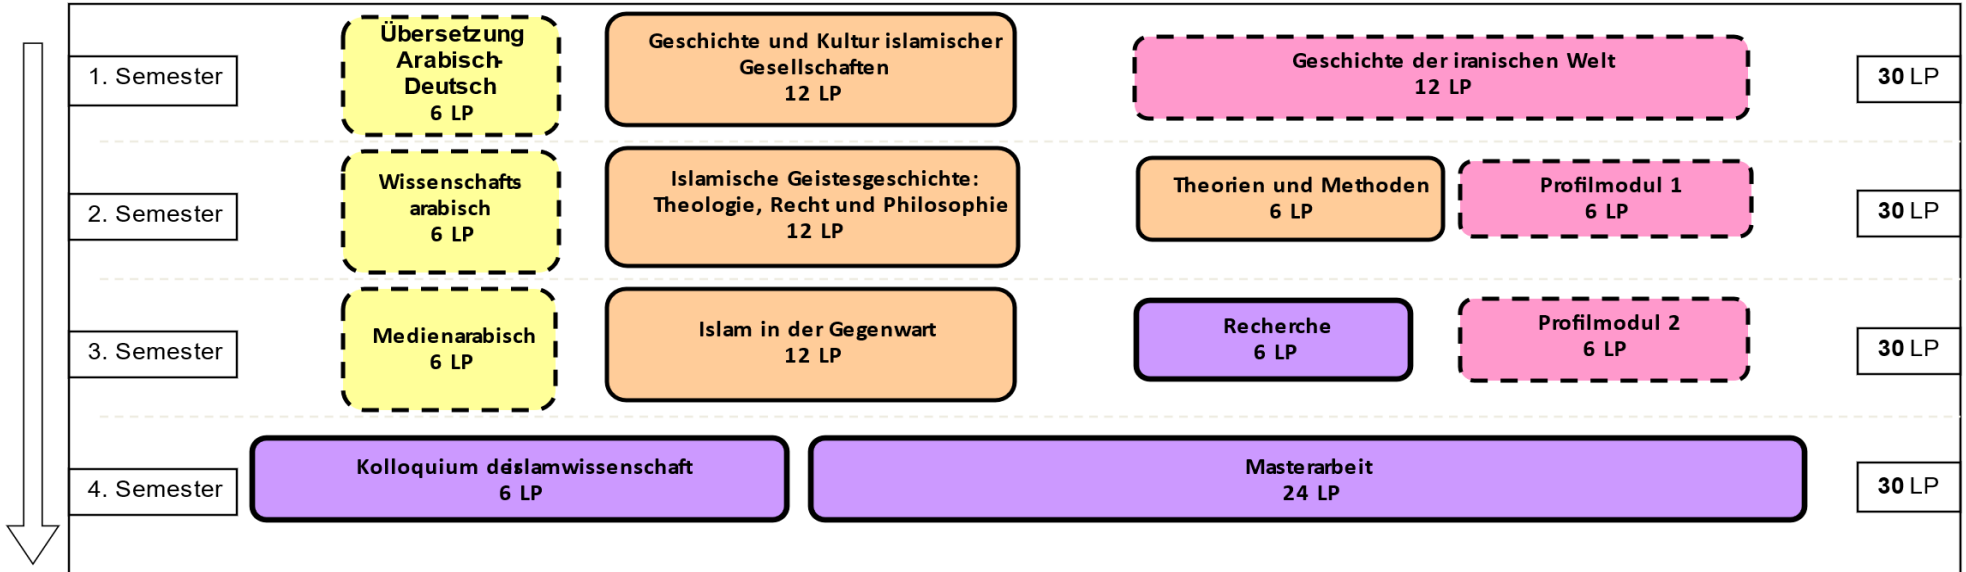 1. Semester
Übersetzung
Arabisch-
Deutsch
6 LP
Geschichte und Kultur islamischer
Gesellschaften
12 LP
Geschichte der iranischen Welt
12 LP
30 LP
2. Semester
Wissenschafts
arabisch
6 LP
Islamische Geistesgeschichte:
Theologie, Recht und Philosophie
12 LP
Theorien und Methoden
6 LP
Profilmodul 1
6 LP
30 LP
3. Semester
Medienarabisch
6 LP
Islam in der Gegenwart
12 LP
Recherche
6 LP
Profilmodul 2
6 LP
30 LP
4. Semester
Kolloquium der Islamwissenschaft
6 LP
Masterarbeit
24 LP
30 LP